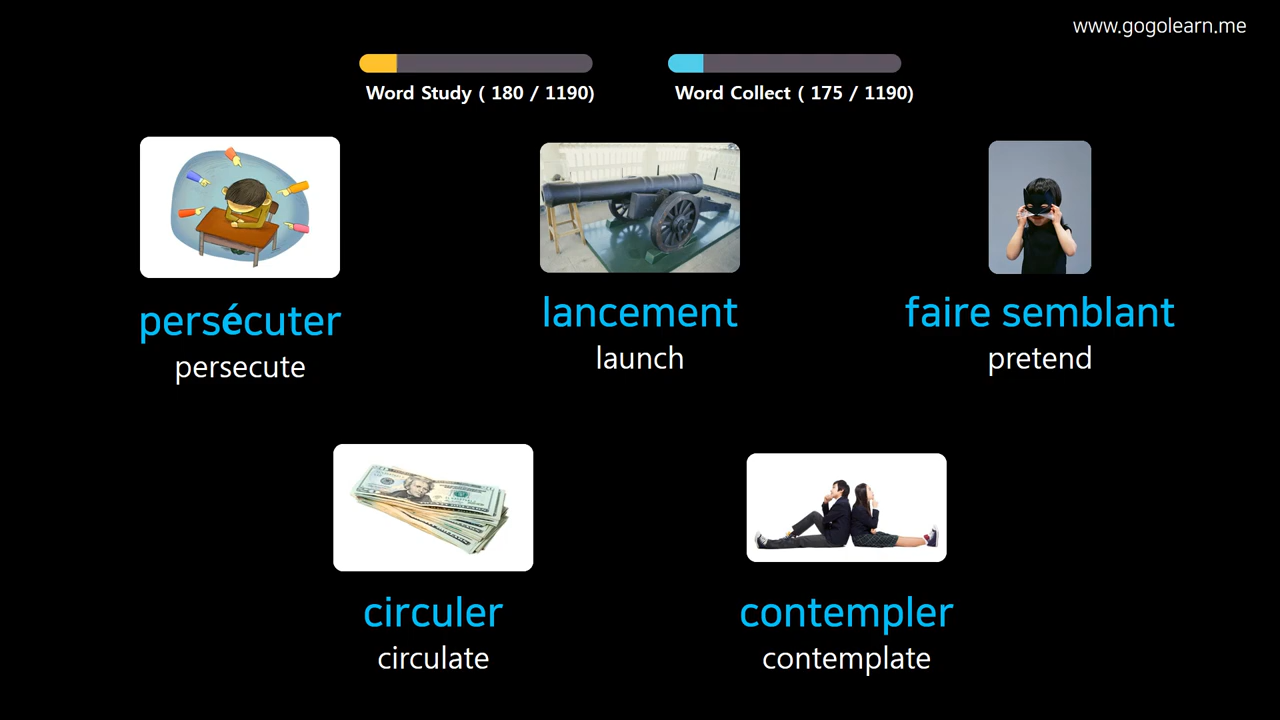 www.gogolearn.me
Word Study ( 180 / 1190)
Word Collect ( 175 / 1190)
persécuter
persecute
lancement
launch
faire semblant
pretend
circuler
circulate
contempler
contemplate